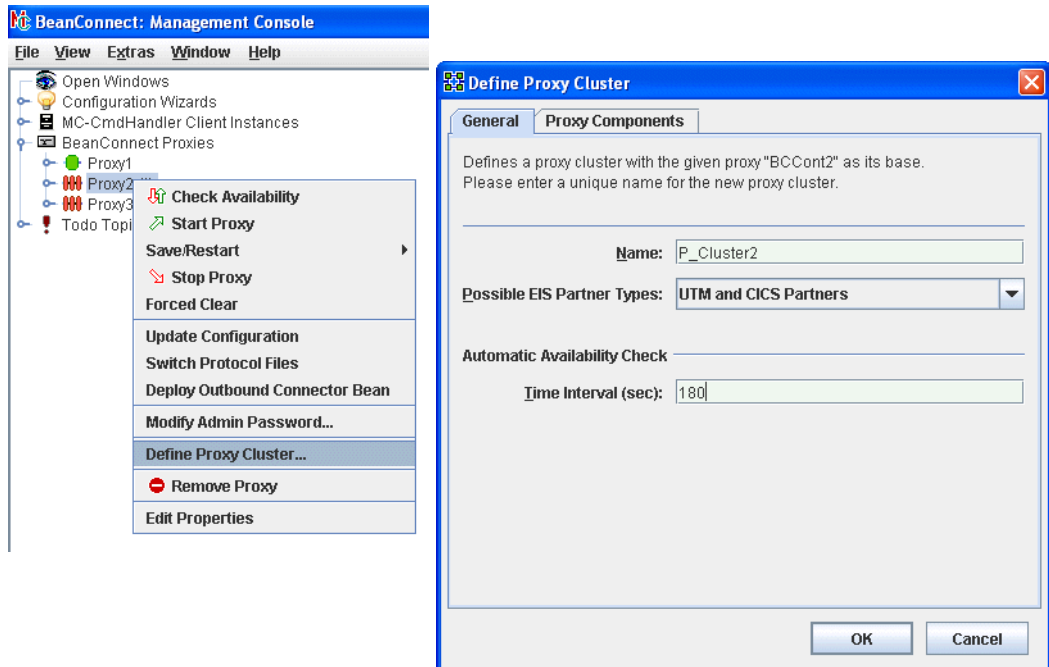 BeanConnect: Management Console
File View Extras Window Help
Open Windows
Configuration Wizards
MC-CmdHandler Client Instances
BeanConnect Proxies
Proxy1
Proxy2
Proxy3
Todo Topi
Check Availability
Start Proxy
Save/Restart
Stop Proxy
Forced Clear
Update Configuration
Switch Protocol Files
Deploy Outbound Connector Bean
Modify Admin Password...
Define Proxy Cluster...
Remove Proxy
Edit Properties
Define Proxy Cluster
General Proxy Components
Defines a proxy cluster with the given proxy "BCCont2" as its base.
Please enter a unique name for the new proxy cluster.
Name: P_Cluster2
Possible EIS Partner Types: UTM and CICS Partners
Automatic Availability Check
Time Interval (sec): 180
OK Cancel